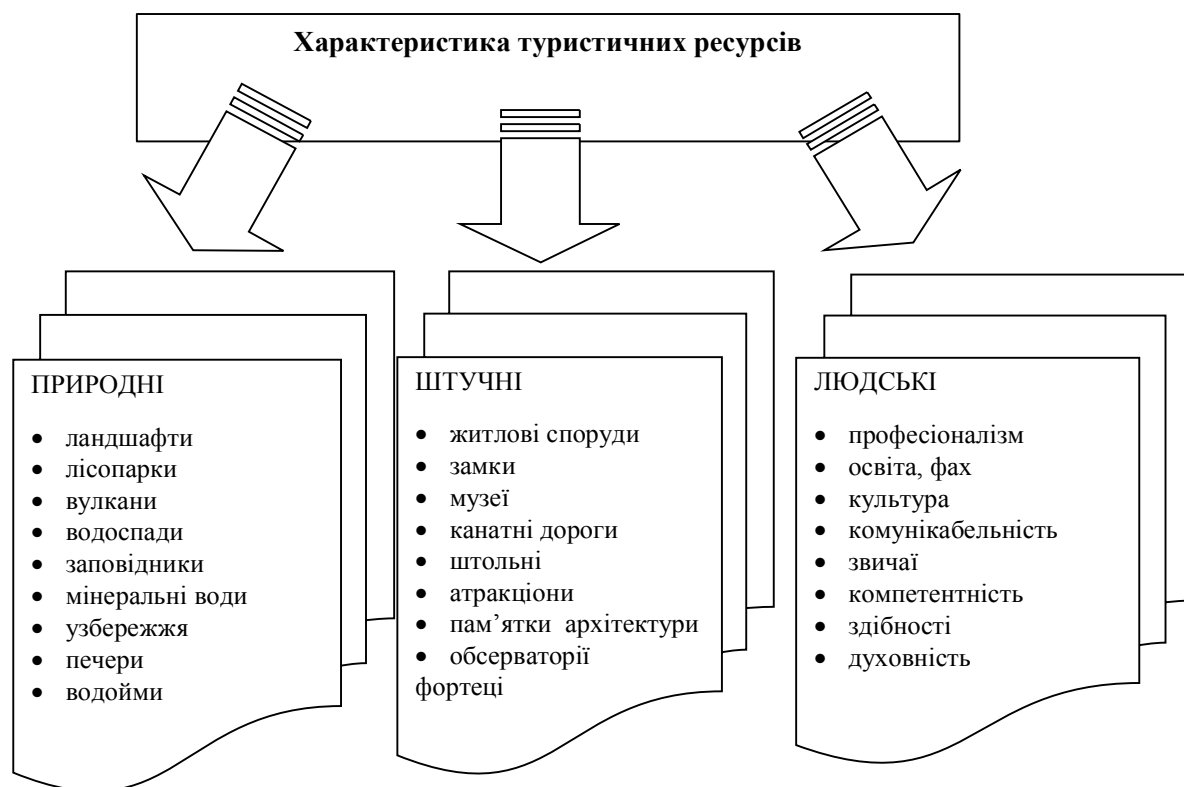 Характеристика туристичних ресурсів
ПРИРОДНІ
• ландшафти
• лісопарки
• вулкани
• водоспади
• заповідники
• мінеральні води
• узбережжя
• печери
• водойми
ШТУЧНІ
• житлові споруди
• замки
• музеї
• канатні дороги
• штольні
• атракціони
• пам’ятки архітектури
• обсерваторії
фортеці
ЛЮДСЬКІ
• професіоналізм
• освіта, фах
• культура
• комунікабельність
• звичаї
• компетентність
• здібності
• духовність